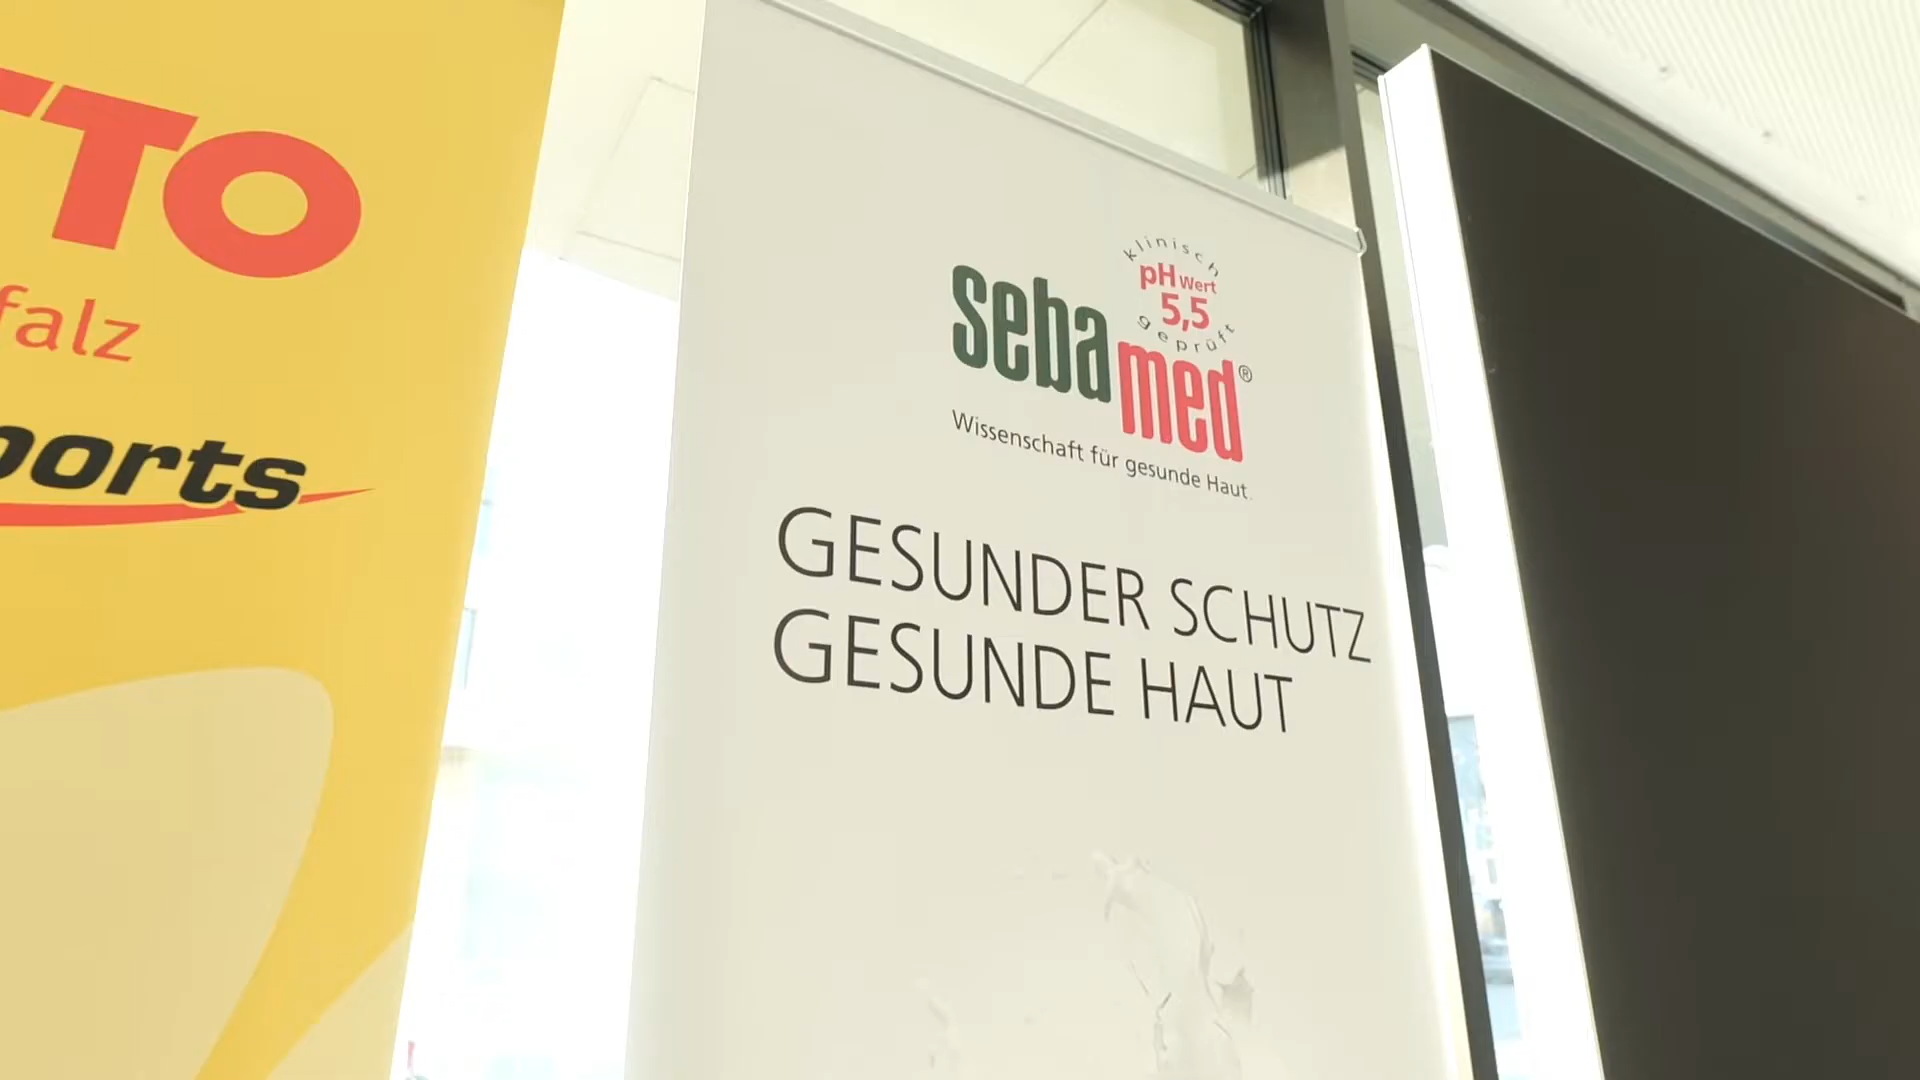 TTO
falz
ports
klinisch
pH Wert
5,5
geprüft
sebamed®
Wissenschaft für gesunde Haut.
GESUNDER SCHUTZ
GESUNDE HAUT